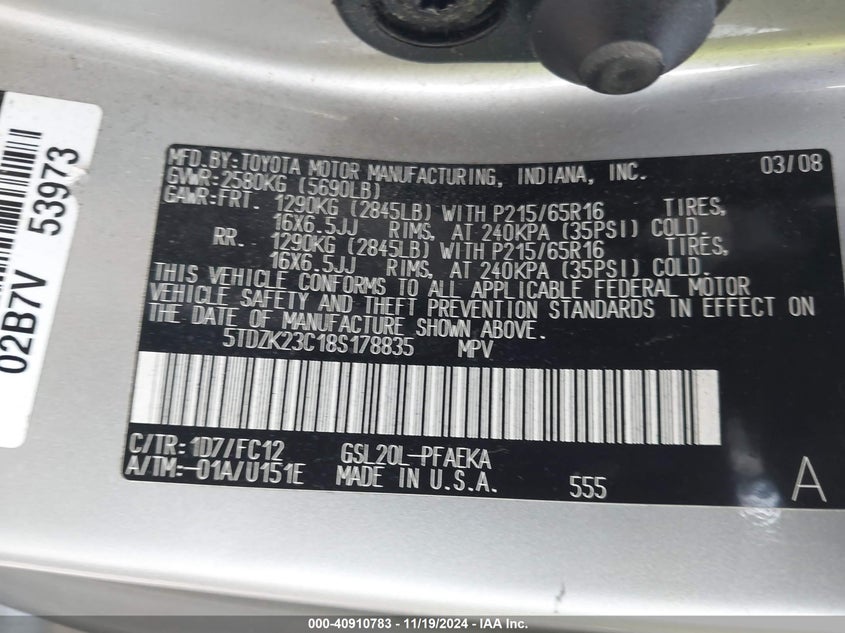 02B7V 53973
MFD.BY:TOYOTA MOTOR MANUFACTURING, INDIANA, INC. 03/08
GVWR:2580KG (5690LB)
GAWR:FRT. 1290KG (2845LB) WITH P215/65R16 TIRES,
16X6.5JJ RIMS, AT 240KPA (35PSI) COLD.
RR. 1290KG (2845LB) WITH P215/65R16 TIRES,
16X6.5JJ RIMS, AT 240KPA (35PSI) COLD.
THIS VEHICLE CONFORMS TO ALL APPLICABLE FEDERAL MOTOR
VEHICLE SAFETY AND THEFT PREVENTION STANDARDS IN EFFECT ON
THE DATE OF MANUFACTURE SHOWN ABOVE.
5TDZK23C18S178835 MPV
C/TR:1D7/FC12 GSL20L-PFAEKA
A/TM:-01A/U151E MADE IN U.S.A. 555 A
000-40910783 - 11/19/2024 - IAA Inc.